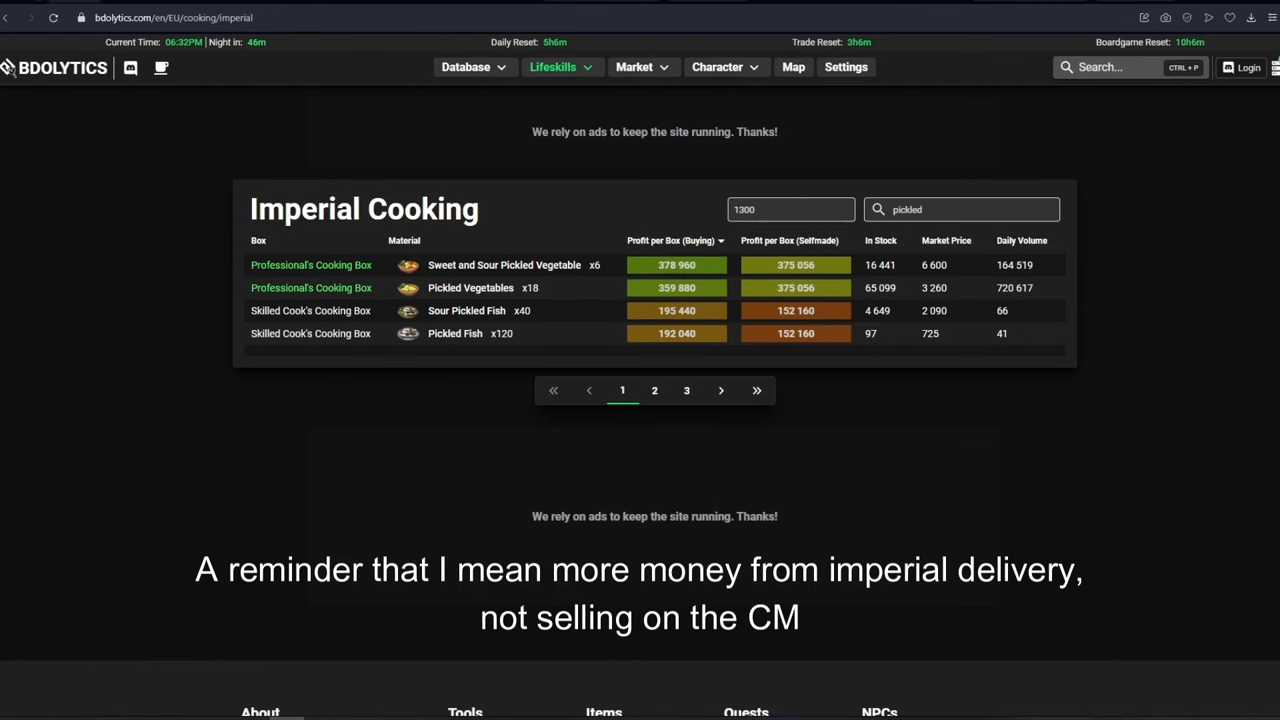 bdolytics.com/en/EU/cooking/imperial
Current Time: 06:32PM | Night in: 46m
Daily Reset: 5h6m
Trade Reset: 3h6m
Boardgame Reset: 10h6m
BDOLYTICS
Database
Lifeskills
Market
Character
Map
Settings
Search... CTRL + P
Login
We rely on ads to keep the site running. Thanks!
Imperial Cooking
1300
pickled
Box Material Profit per Box (Buying) Profit per Box (Selfmade) In Stock Market Price Daily Volume
Professional's Cooking Box Sweet and Sour Pickled Vegetable x6 378 960 375 056 16 441 6 600 164 519
Professional's Cooking Box Pickled Vegetables x18 359 880 375 056 65 099 3 260 720 617
Skilled Cook's Cooking Box Sour Pickled Fish x40 195 440 152 160 4 649 2 090 66
Skilled Cook's Cooking Box Pickled Fish x120 192 040 152 160 97 725 41
« ‹ 1 2 3 › »
We rely on ads to keep the site running. Thanks!
A reminder that I mean more money from imperial delivery,
not selling on the CM
About Tools Items Quests NPCs